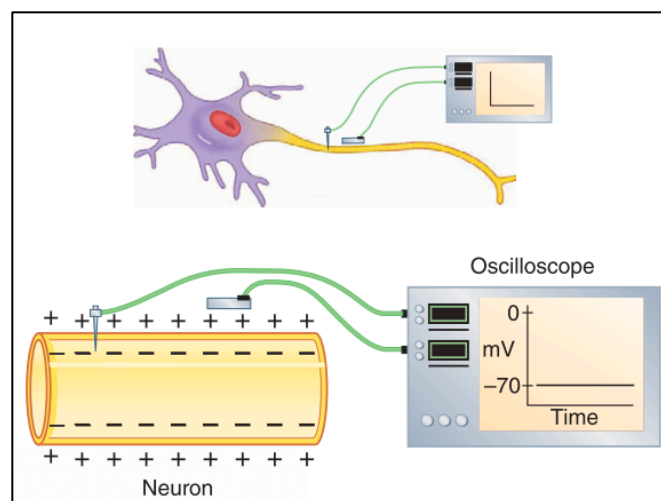 Oscilloscope
+ + + + + + + + +
− − − − − − − −
− − − − − − − −
+ + + + + + + + +
0
mV
−70
Time
Neuron